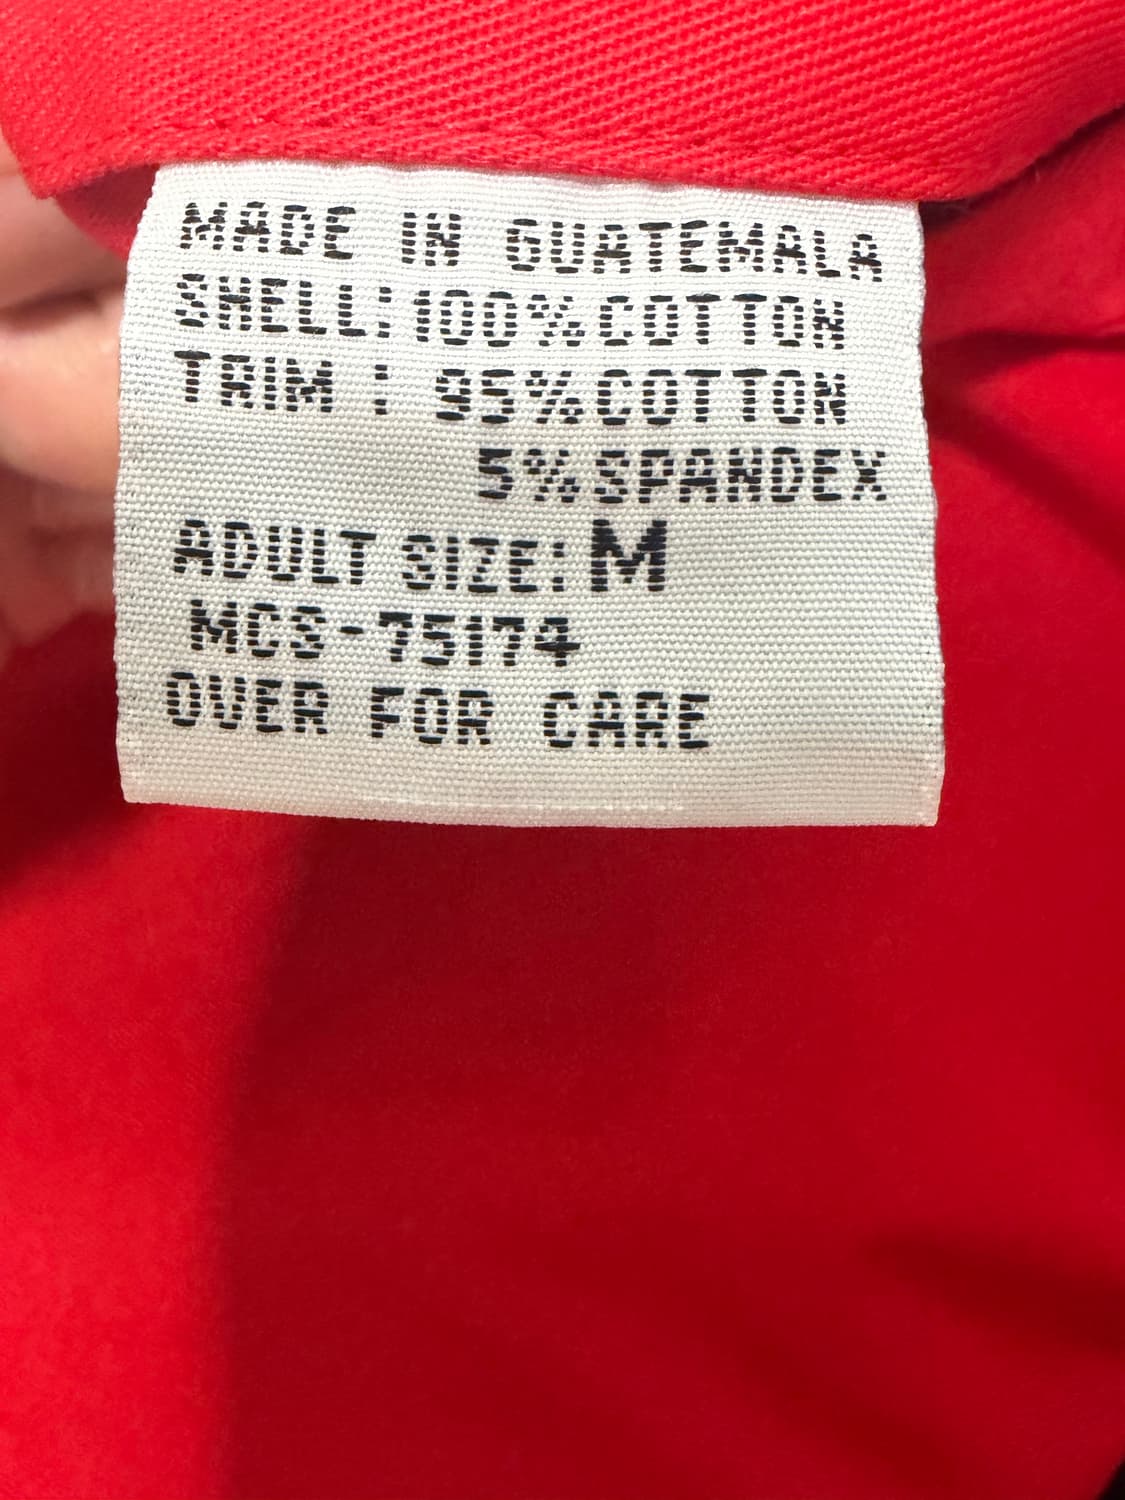 MADE IN GUATEMALA
SHELL: 100% COTTON
TRIM : 95% COTTON
5% SPANDEX
ADULT SIZE: M
MCS-75174
OVER FOR CARE